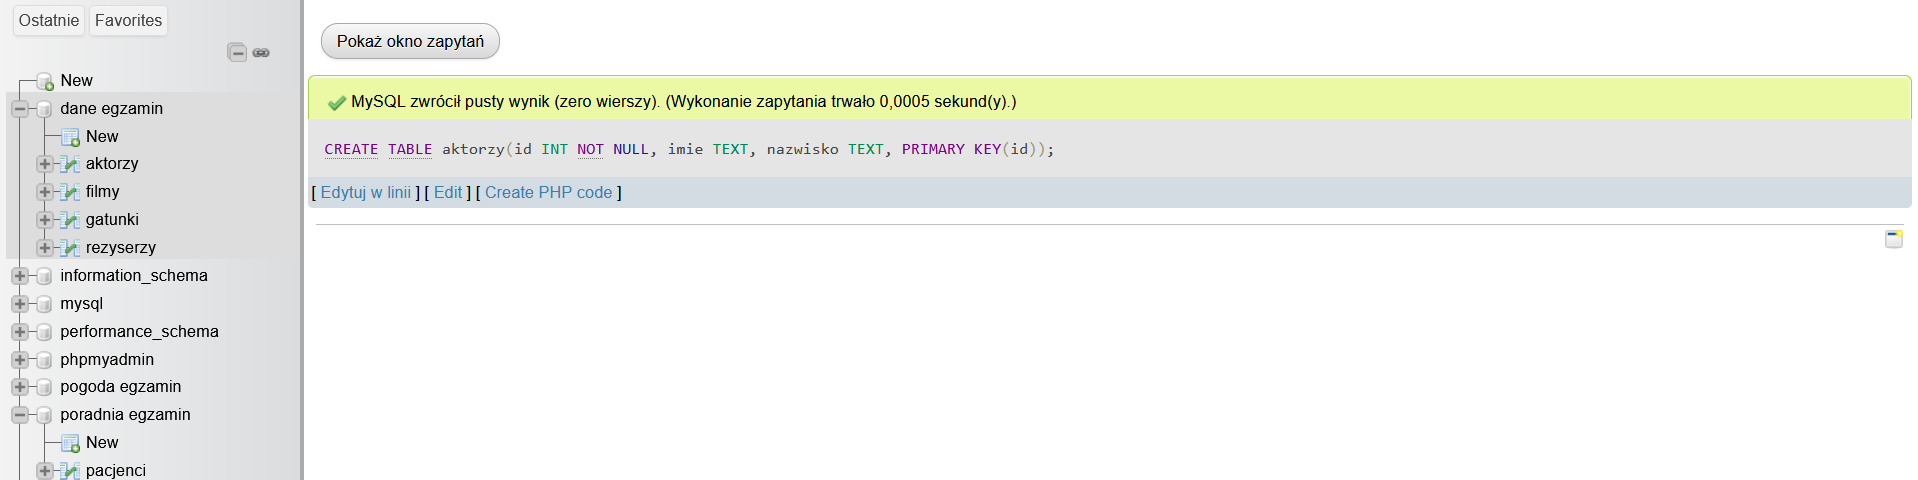 Ostatnie Favorites
New
dane egzamin
New
aktorzy
filmy
gatunki
rezyserzy
information_schema
mysql
performance_schema
phpmyadmin
pogoda egzamin
poradnia egzamin
New
pacjenci
Pokaż okno zapytań
MySQL zwrócił pusty wynik (zero wierszy). (Wykonanie zapytania trwało 0,0005 sekund(y).)
CREATE TABLE aktorzy(id INT NOT NULL, imie TEXT, nazwisko TEXT, PRIMARY KEY(id));
[ Edytuj w linii ] [ Edit ] [ Create PHP code ]